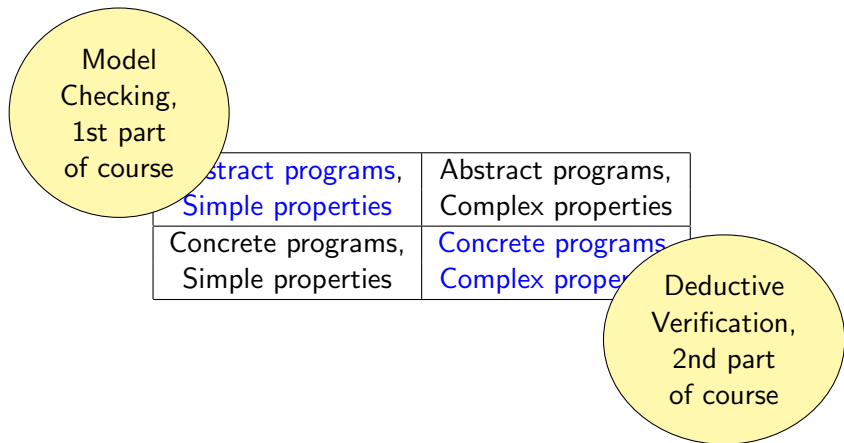 Model
Checking,
1st part
of course
stract programs, Abstract programs,
Simple properties Complex properties
Concrete programs, Concrete programs
Simple properties Complex proper
Deductive
Verification,
2nd part
of course